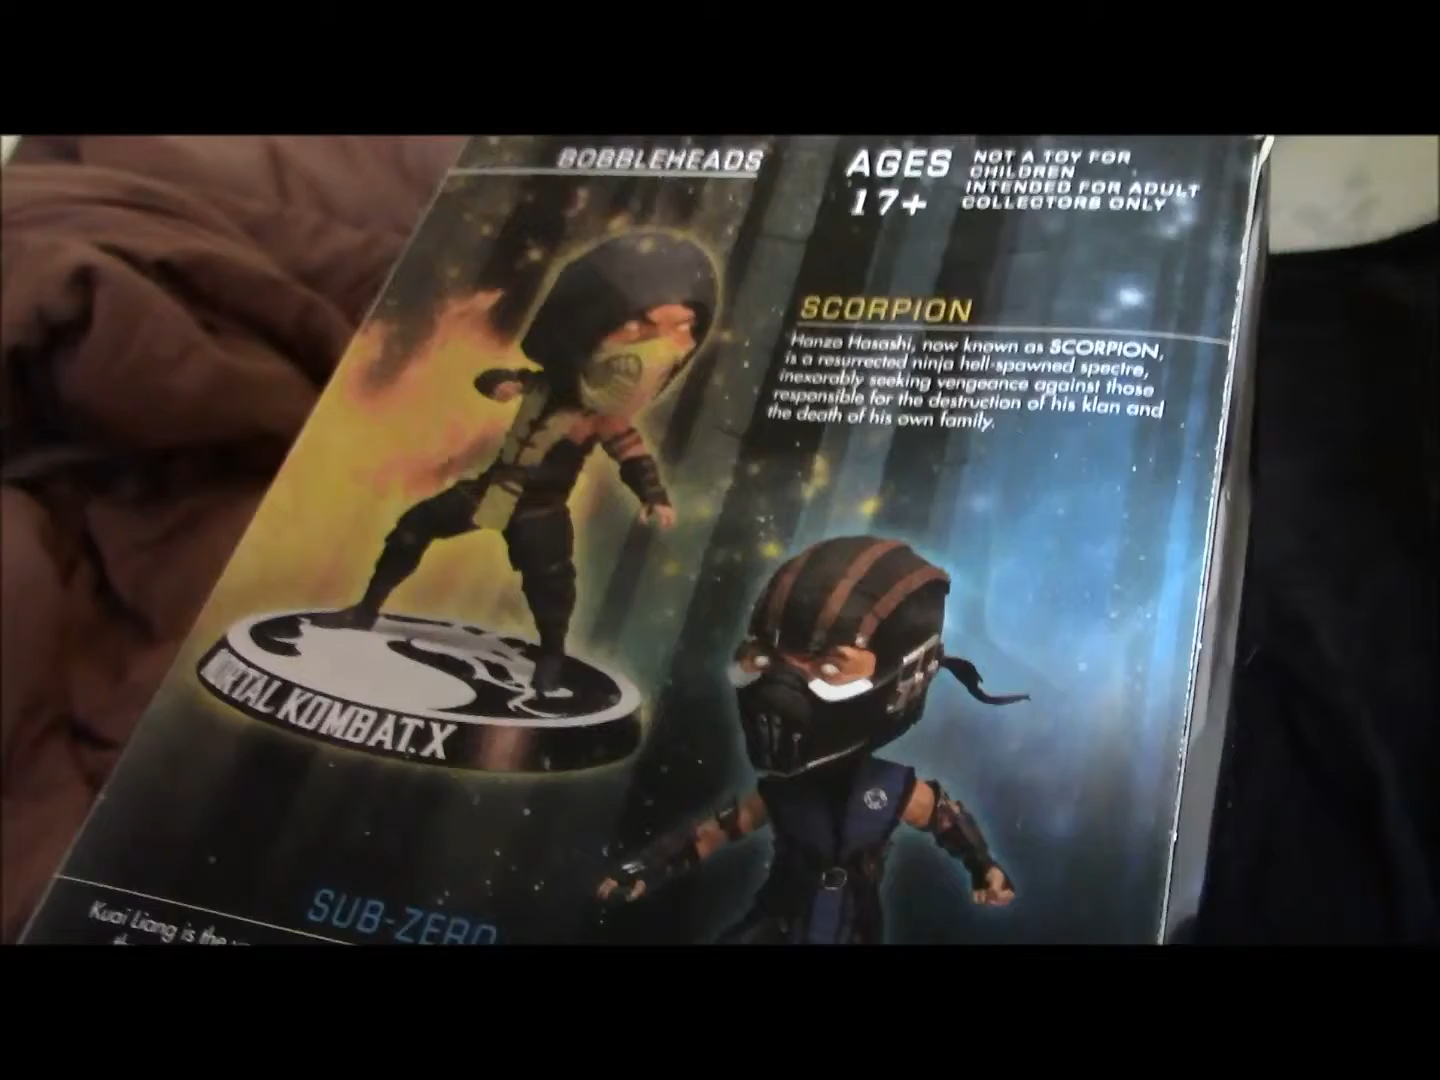 BOBBLEHEADS
AGES
17+
NOT A TOY FOR
CHILDREN
INTENDED FOR ADULT
COLLECTORS ONLY
SCORPION
Hanzo Hasashi, now known as SCORPION,
is a resurrected ninja hell-spawned spectre,
inexorably seeking vengeance against those
responsible for the destruction of his klan and
the death of his own family.
MORTAL KOMBAT X
SUB-ZERO
Kuai Liang is the